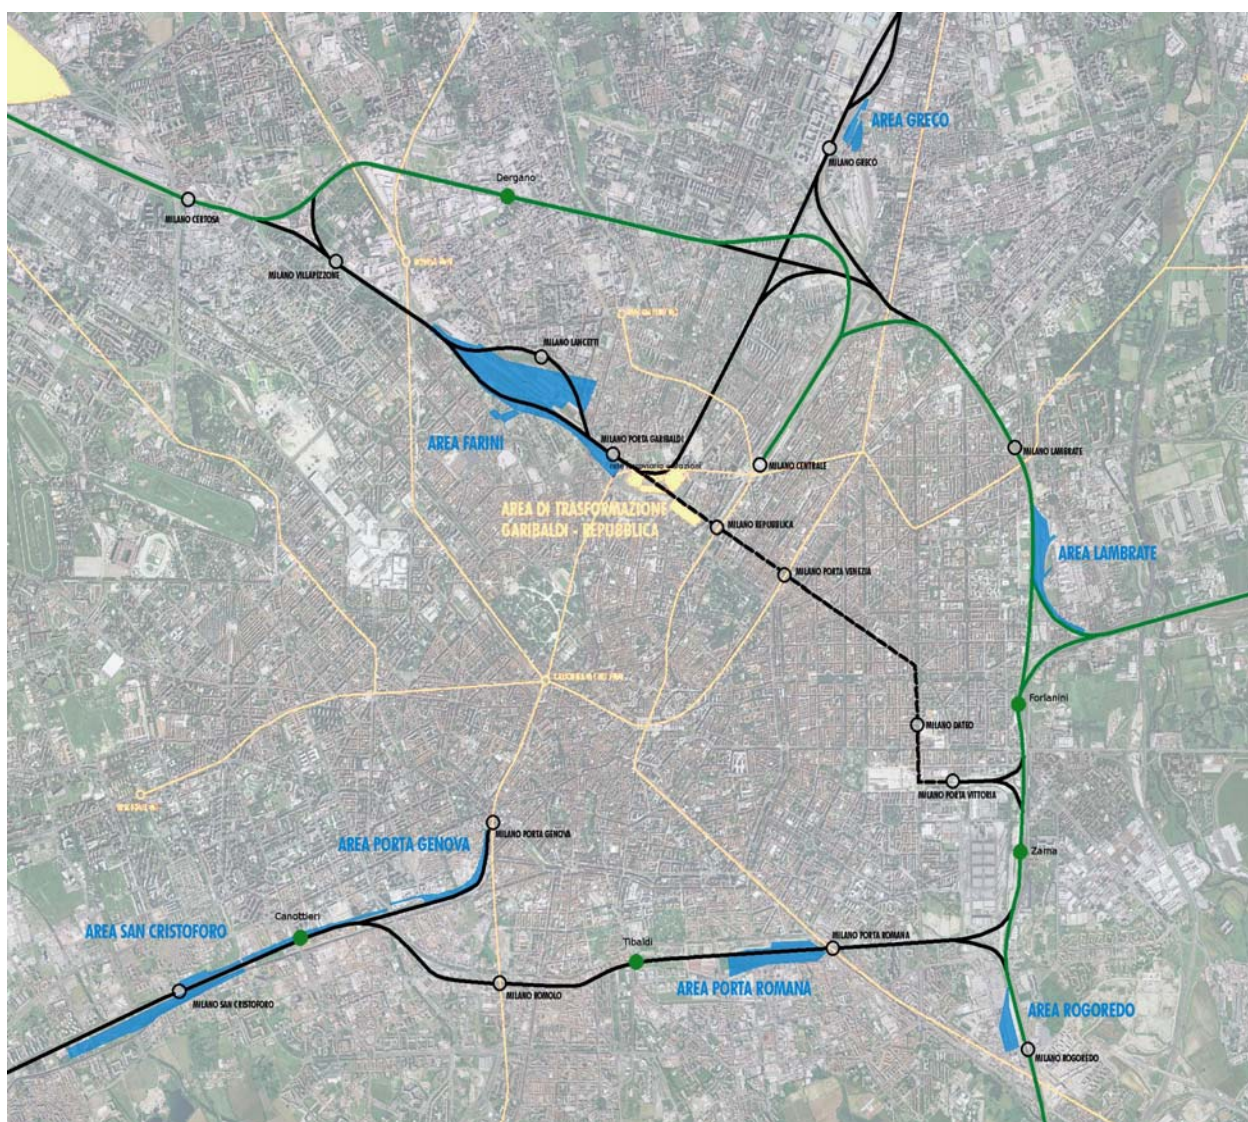 AREA GRECO
MILANO GRECO
Dergano
MILANO CERTOSA
MILANO VILLAPIZZONE
MILANO LANCETTI
AREA FARINI
MILANO PORTA GARIBALDI
MILANO CENTRALE
MILANO LAMBRATE
AREA DI TRASFORMAZIONE
GARIBALDI - REPUBBLICA
MILANO REPUBBLICA
AREA LAMBRATE
MILANO PORTA VENEZIA
Forlanini
MILANO DATEO
MILANO PORTA VITTORIA
MILANO PORTA GENOVA
AREA PORTA GENOVA
Zama
Canottieri
AREA SAN CRISTOFORO
Tibaldi
MILANO PORTA ROMANA
MILANO SAN CRISTOFORO
MILANO ROMOLO
AREA PORTA ROMANA
AREA ROGOREDO
MILANO ROGOREDO